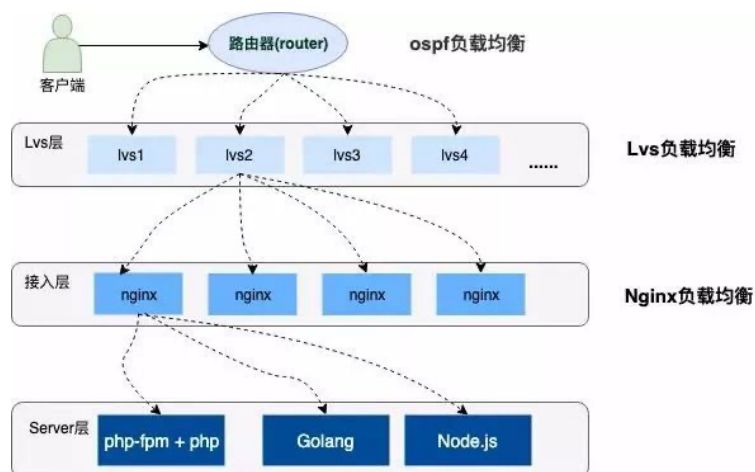 路由器(router)
ospf负载均衡
客户端
Lvs层
lvs1
lvs2
lvs3
lvs4
......
Lvs负载均衡
接入层
nginx
nginx
nginx
nginx
Nginx负载均衡
Server层
php-fpm + php
Golang
Node.js